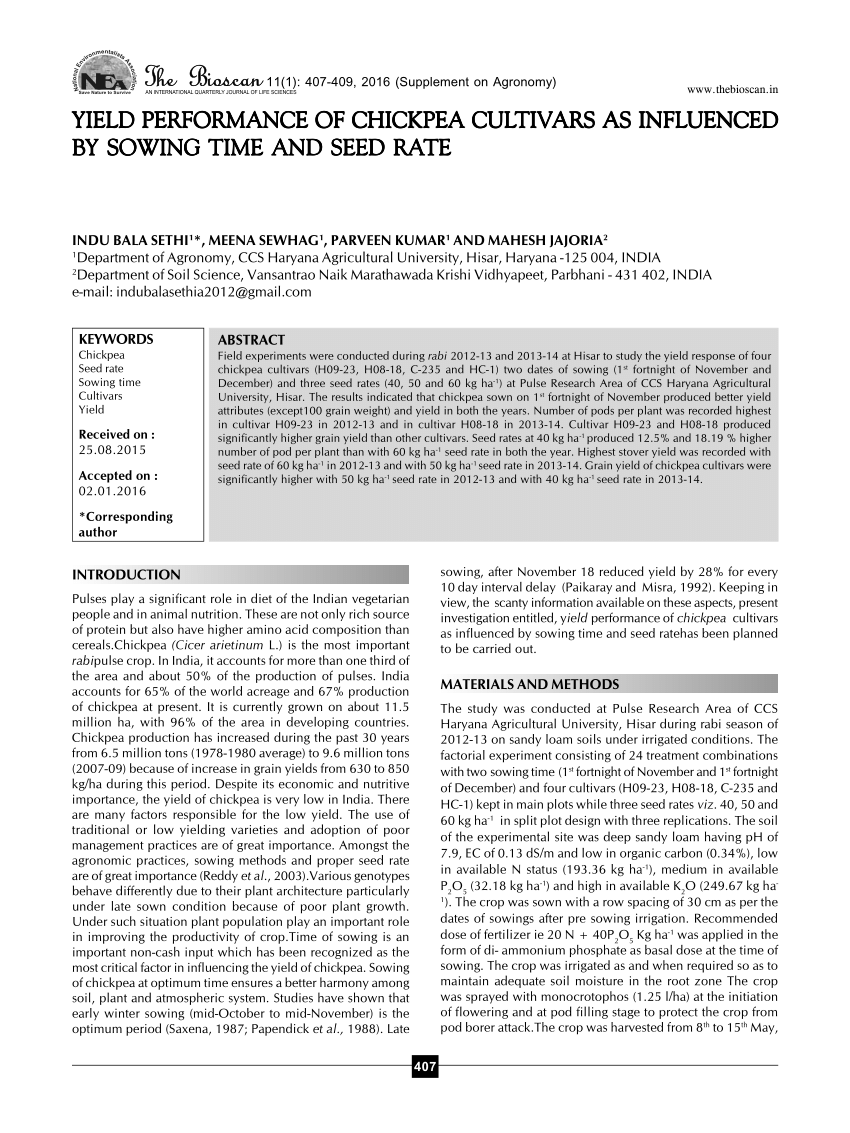 National Environmentalists Association
NEA
Save Nature to Survive
The Bioscan 11(1): 407-409, 2016 (Supplement on Agronomy)
AN INTERNATIONAL QUARTERLY JOURNAL OF LIFE SCIENCES
www.thebioscan.in
YIELD PERFORMANCE OF CHICKPEA CULTIVARS AS INFLUENCED
BY SOWING TIME AND SEED RATE
INDU BALA SETHI¹*, MEENA SEWHAG¹, PARVEEN KUMAR¹ AND MAHESH JAJORIA²
¹Department of Agronomy, CCS Haryana Agricultural University, Hisar, Haryana -125 004, INDIA
²Department of Soil Science, Vansantrao Naik Marathawada Krishi Vidhyapeet, Parbhani - 431 402, INDIA
e-mail: indubalasethia2012@gmail.com
KEYWORDS
Chickpea
Seed rate
Sowing time
Cultivars
Yield
Received on :
25.08.2015
Accepted on :
02.01.2016
*Corresponding
author
ABSTRACT
Field experiments were conducted during rabi 2012-13 and 2013-14 at Hisar to study the yield response of four
chickpea cultivars (H09-23, H08-18, C-235 and HC-1) two dates of sowing (1st fortnight of November and
December) and three seed rates (40, 50 and 60 kg ha-1) at Pulse Research Area of CCS Haryana Agricultural
University, Hisar. The results indicated that chickpea sown on 1st fortnight of November produced better yield
attributes (except100 grain weight) and yield in both the years. Number of pods per plant was recorded highest
in cultivar H09-23 in 2012-13 and in cultivar H08-18 in 2013-14. Cultivar H09-23 and H08-18 produced
significantly higher grain yield than other cultivars. Seed rates at 40 kg ha-1 produced 12.5% and 18.19 % higher
number of pod per plant than with 60 kg ha-1 seed rate in both the year. Highest stover yield was recorded with
seed rate of 60 kg ha-1 in 2012-13 and with 50 kg ha-1 seed rate in 2013-14. Grain yield of chickpea cultivars were
significantly higher with 50 kg ha-1 seed rate in 2012-13 and with 40 kg ha-1 seed rate in 2013-14.
INTRODUCTION
Pulses play a significant role in diet of the Indian vegetarian
people and in animal nutrition. These are not only rich source
of protein but also have higher amino acid composition than
cereals.Chickpea (Cicer arietinum L.) is the most important
rabipulse crop. In India, it accounts for more than one third of
the area and about 50% of the production of pulses. India
accounts for 65% of the world acreage and 67% production
of chickpea at present. It is currently grown on about 11.5
million ha, with 96% of the area in developing countries.
Chickpea production has increased during the past 30 years
from 6.5 million tons (1978-1980 average) to 9.6 million tons
(2007-09) because of increase in grain yields from 630 to 850
kg/ha during this period. Despite its economic and nutritive
importance, the yield of chickpea is very low in India. There
are many factors responsible for the low yield. The use of
traditional or low yielding varieties and adoption of poor
management practices are of great importance. Amongst the
agronomic practices, sowing methods and proper seed rate
are of great importance (Reddy et al., 2003).Various genotypes
behave differently due to their plant architecture particularly
under late sown condition because of poor plant growth.
Under such situation plant population play an important role
in improving the productivity of crop.Time of sowing is an
important non-cash input which has been recognized as the
most critical factor in influencing the yield of chickpea. Sowing
of chickpea at optimum time ensures a better harmony among
soil, plant and atmospheric system. Studies have shown that
early winter sowing (mid-October to mid-November) is the
optimum period (Saxena, 1987; Papendick et al., 1988). Late
sowing, after November 18 reduced yield by 28% for every
10 day interval delay (Paikaray and Misra, 1992). Keeping in
view, the scanty information available on these aspects, present
investigation entitled, yield performance of chickpea cultivars
as influenced by sowing time and seed ratehas been planned
to be carried out.
MATERIALS AND METHODS
The study was conducted at Pulse Research Area of CCS
Haryana Agricultural University, Hisar during rabi season of
2012-13 on sandy loam soils under irrigated conditions. The
factorial experiment consisting of 24 treatment combinations
with two sowing time (1st fortnight of November and 1st fortnight
of December) and four cultivars (H09-23, H08-18, C-235 and
HC-1) kept in main plots while three seed rates viz. 40, 50 and
60 kg ha-1 in split plot design with three replications. The soil
of the experimental site was deep sandy loam having pH of
7.9, EC of 0.13 dS/m and low in organic carbon (0.34%), low
in available N status (193.36 kg ha-1), medium in available
P2O5 (32.18 kg ha-1) and high in available K2O (249.67 kg ha-
1). The crop was sown with a row spacing of 30 cm as per the
dates of sowings after pre sowing irrigation. Recommended
dose of fertilizer ie 20 N + 40P2O5 Kg ha-1 was applied in the
form of di- ammonium phosphate as basal dose at the time of
sowing. The crop was irrigated as and when required so as to
maintain adequate soil moisture in the root zone The crop
was sprayed with monocrotophos (1.25 l/ha) at the initiation
of flowering and at pod filling stage to protect the crop from
pod borer attack.The crop was harvested from 8th to 15th May,
407